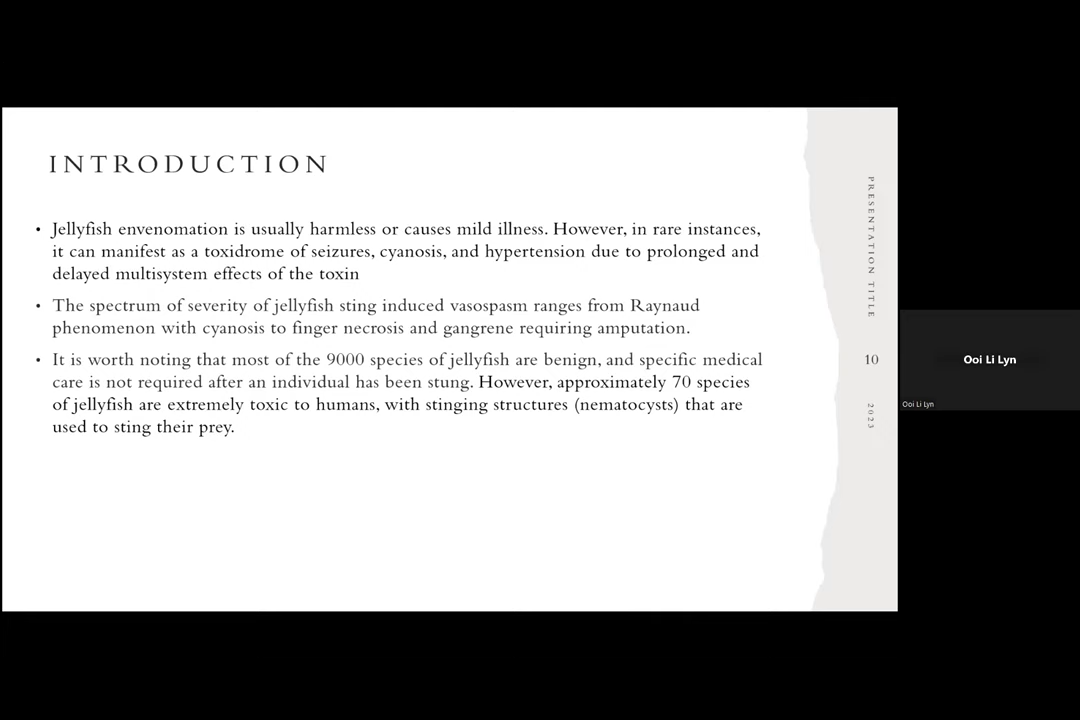 INTRODUCTION
• Jellyfish envenomation is usually harmless or causes mild illness. However, in rare instances,
it can manifest as a toxidrome of seizures, cyanosis, and hypertension due to prolonged and
delayed multisystem effects of the toxin
• The spectrum of severity of jellyfish sting induced vasospasm ranges from Raynaud
phenomenon with cyanosis to finger necrosis and gangrene requiring amputation.
• It is worth noting that most of the 9000 species of jellyfish are benign, and specific medical
care is not required after an individual has been stung. However, approximately 70 species
of jellyfish are extremely toxic to humans, with stinging structures (nematocysts) that are
used to sting their prey.
PRESENTATION TITLE
10
2023
Ooi Li Lyn
Ooi Li Lyn